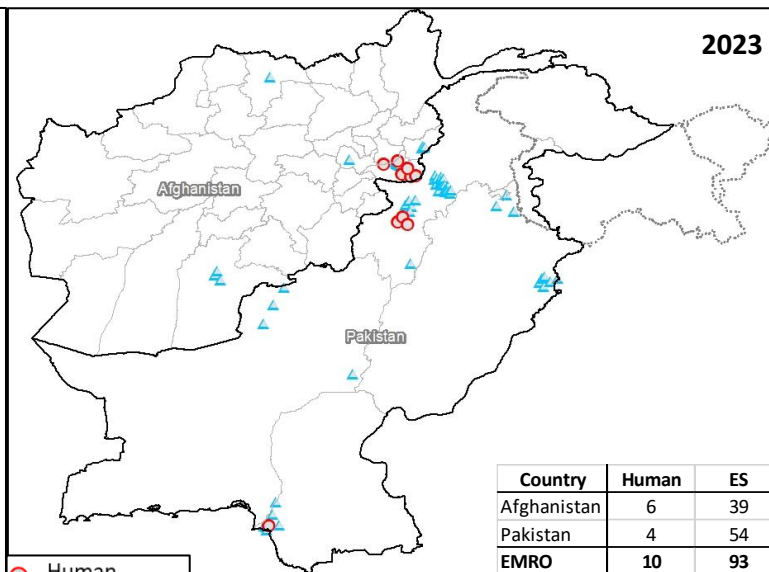 2023
Afghanistan
Pakistan
Country Human ES
Afghanistan 6 39
Pakistan 4 54
EMRO 10 93
Human